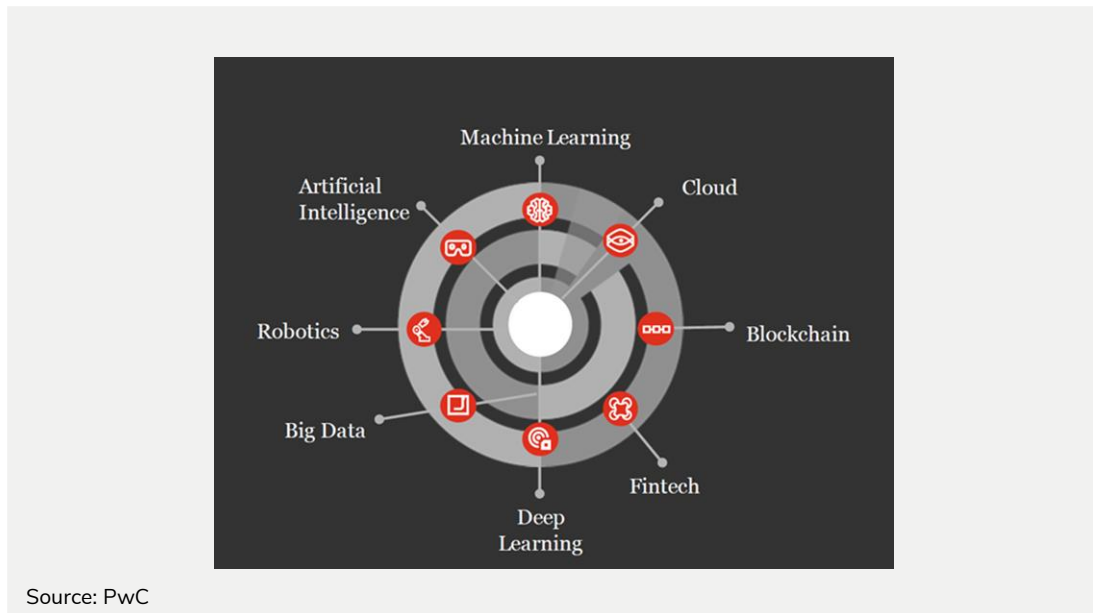 Machine Learning
Artificial
Intelligence
Cloud
Robotics
Blockchain
Big Data
Fintech
Deep
Learning
Source: PwC